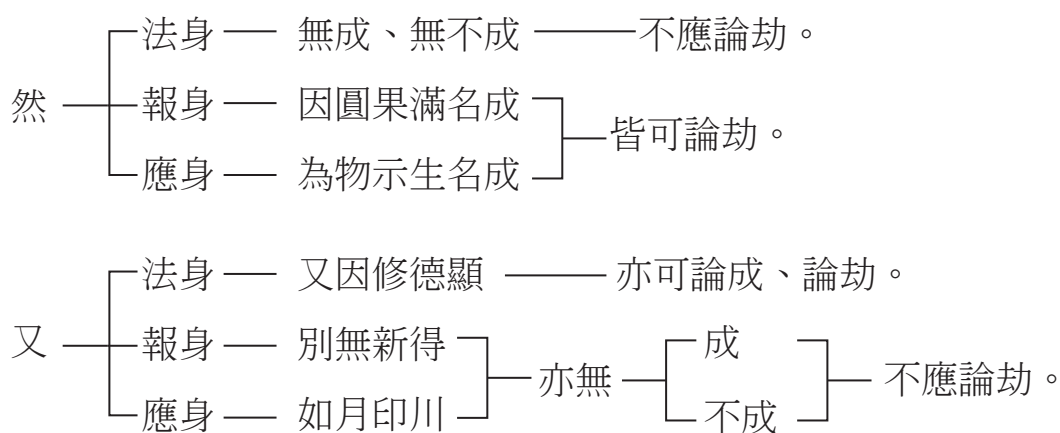 法身 無成、無不成 不應論劫。
然 報身 因圓果滿名成 皆可論劫。
應身 為物示生名成
法身 又因修德顯 亦可論成、論劫。
又 報身 別無新得 亦無 成 不應論劫。
應身 如月印川 不成